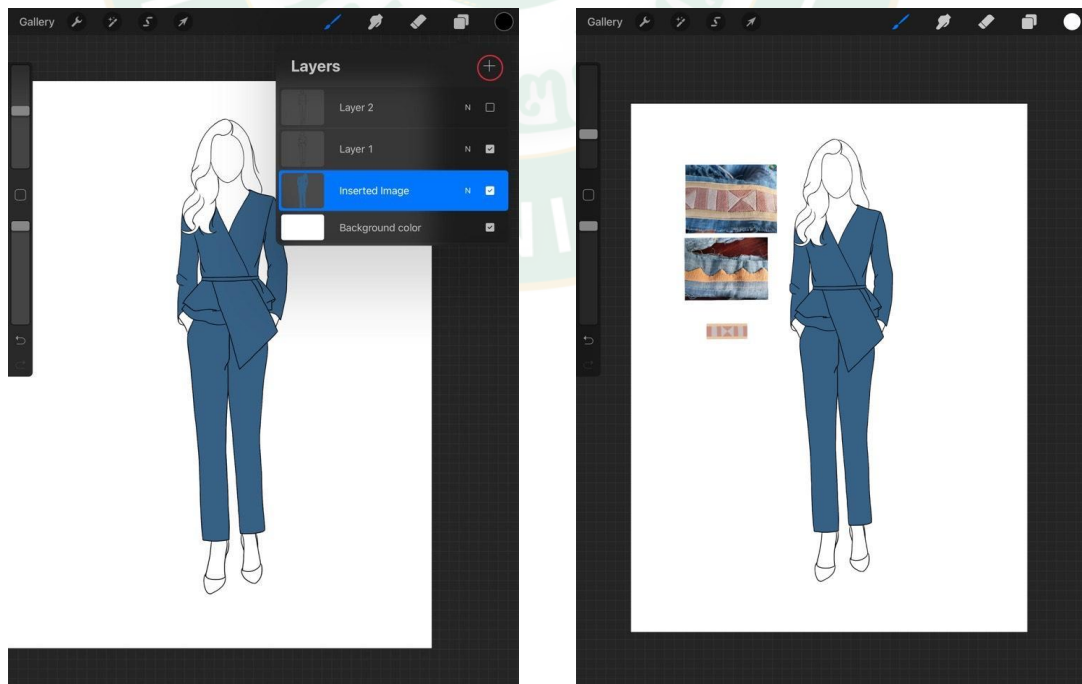 Gallery
Layers
Layer 2 N
Layer 1 N
Inserted Image N
Background color
Gallery